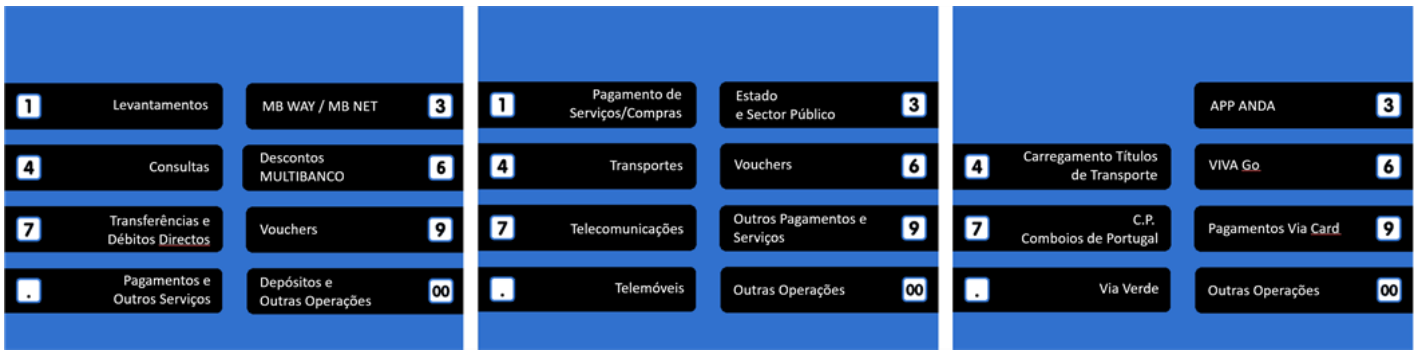 1
Levantamentos
MB WAY / MB NET
3
4
Consultas
Descontos
MULTIBANCO
6
7
Transferências e
Débitos Directos
Vouchers
9
.
Pagamentos e
Outros Serviços
Depósitos e
Outras Operações
00
1
Pagamento de
Serviços/Compras
Estado
e Sector Público
3
4
Transportes
Vouchers
6
7
Telecomunicações
Outros Pagamentos e
Serviços
9
.
Telemóveis
Outras Operações
00
APP ANDA
3
4
Carregamento Títulos
de Transporte
VIVA Go
6
7
C.P.
Comboios de Portugal
Pagamentos Via Card
9
.
Via Verde
Outras Operações
00